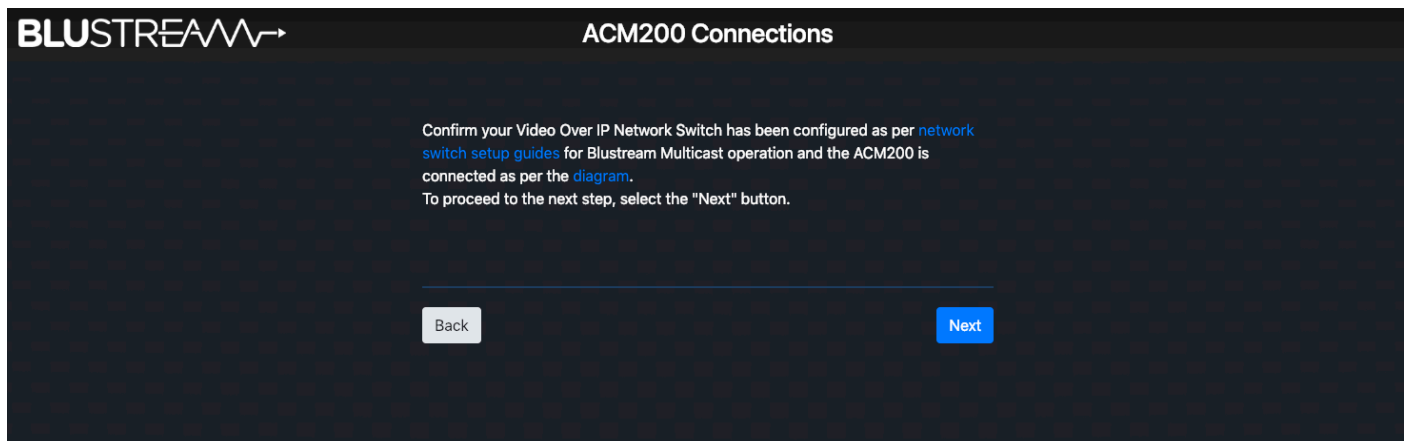 BLUSTREAM
ACM200 Connections
Confirm your Video Over IP Network Switch has been configured as per network
switch setup guides for Blustream Multicast operation and the ACM200 is
connected as per the diagram.
To proceed to the next step, select the "Next" button.
Back
Next